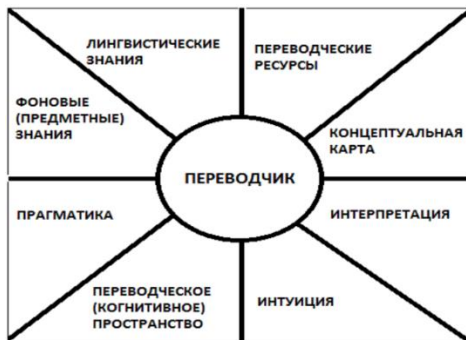 ЛИНГВИСТИЧЕСКИЕ
ЗНАНИЯ
ПЕРЕВОДЧЕСКИЕ
РЕСУРСЫ
ФОНОВЫЕ
(ПРЕДМЕТНЫЕ)
ЗНАНИЯ
КОНЦЕПТУАЛЬНАЯ
КАРТА
ПЕРЕВОДЧИК
ПРАГМАТИКА
ИНТЕРПРЕТАЦИЯ
ПЕРЕВОДЧЕСКОЕ
(КОГНИТИВНОЕ)
ПРОСТРАНСТВО
ИНТУИЦИЯ